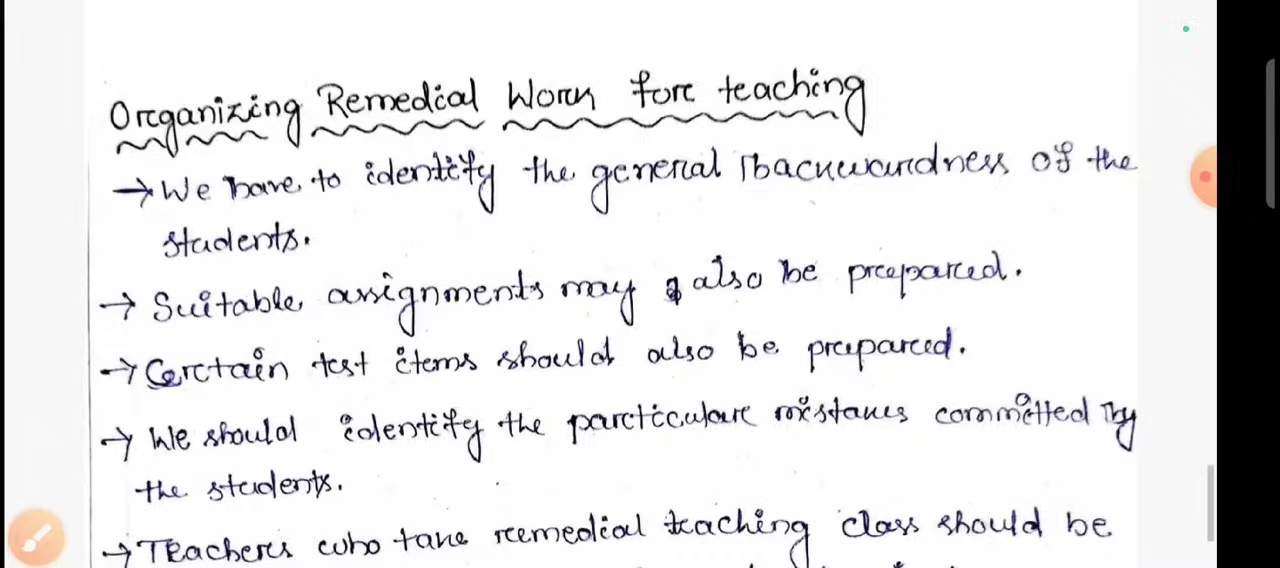 Organizing Remedial Work for teaching
→ We have to identify the general backwardness of the
students.
→ Suitable assignments may also be prepared.
→ Certain test items should also be prepared.
→ We should identify the particular mistakes committed by
the students.
→ Teachers who take remedial teaching class should be